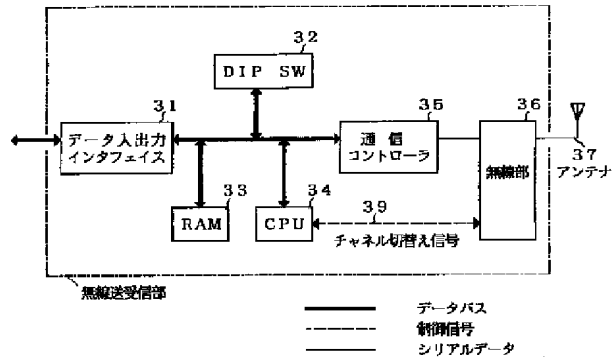 32
DIP SW
31
データ入出力
インタフェイス
35
通信
コントローラ
36
無線部
37
アンテナ
33
RAM
34
CPU
39
チャネル切替え信号
無線送受信部
データバス
制御信号
シリアルデータ